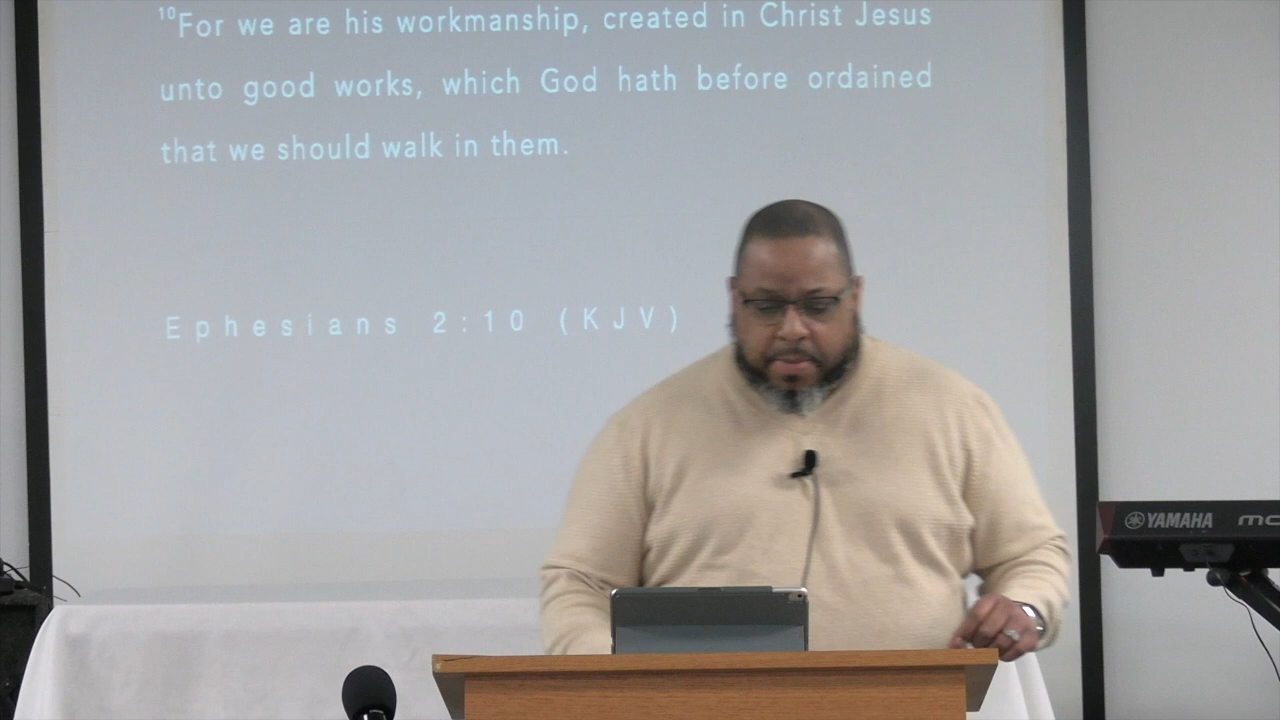 ¹⁰For we are his workmanship, created in Christ Jesus
unto good works, which God hath before ordained
that we should walk in them.
Ephesians 2:10 (KJV)
YAMAHA